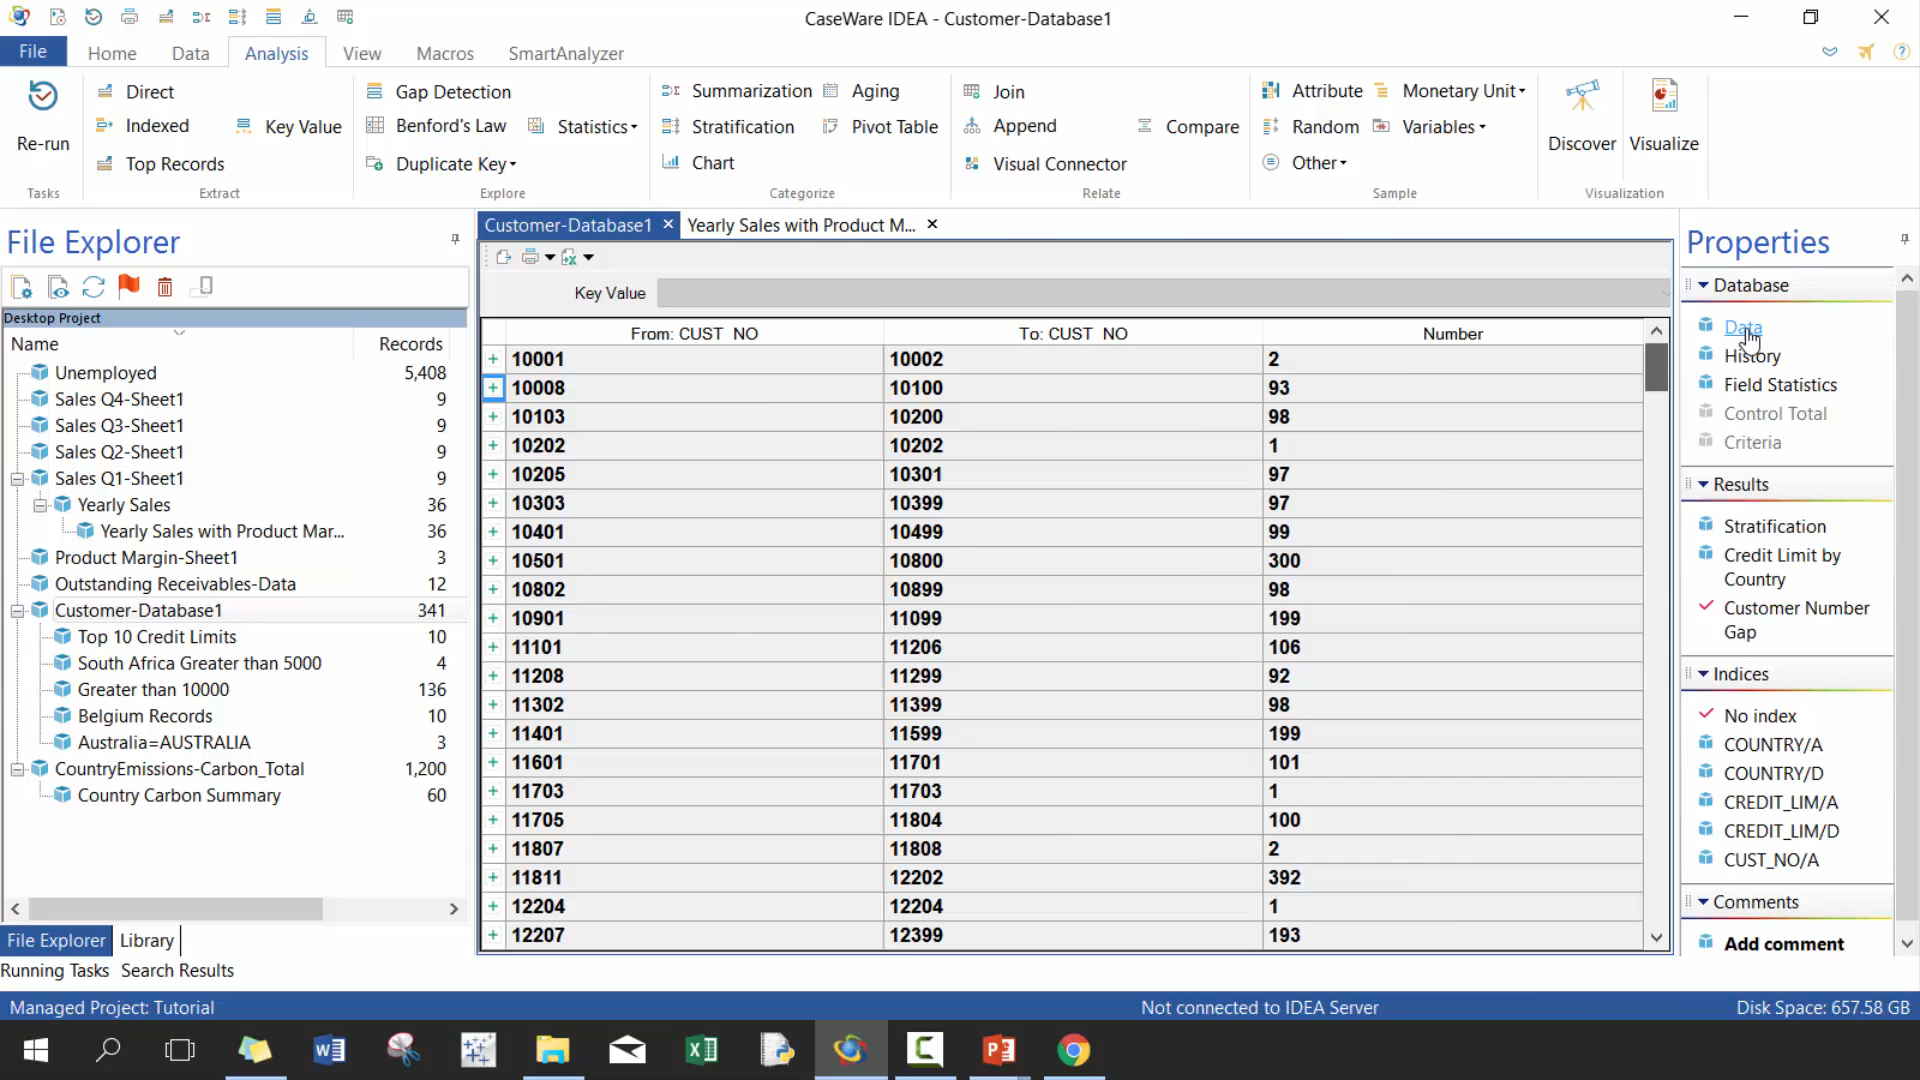 CaseWare IDEA - Customer-Database1
File Home Data Analysis View Macros SmartAnalyzer
Re-run
Tasks
Direct
Indexed
Key Value
Top Records
Extract
Gap Detection
Benford's Law
Statistics
Duplicate Key
Explore
Summarization
Aging
Stratification
Pivot Table
Chart
Categorize
Join
Append
Compare
Visual Connector
Relate
Attribute
Monetary Unit
Random
Variables
Other
Sample
Discover
Visualize
Visualization
File Explorer
Desktop Project
Name Records
Unemployed 5,408
Sales Q4-Sheet1 9
Sales Q3-Sheet1 9
Sales Q2-Sheet1 9
Sales Q1-Sheet1 9
Yearly Sales 36
Yearly Sales with Product Mar... 36
Product Margin-Sheet1 3
Outstanding Receivables-Data 12
Customer-Database1 341
Top 10 Credit Limits 10
South Africa Greater than 5000 4
Greater than 10000 136
Belgium Records 10
Australia=AUSTRALIA 3
CountryEmissions-Carbon_Total 1,200
Country Carbon Summary 60
File Explorer Library
Running Tasks Search Results
Customer-Database1 Yearly Sales with Product M...
Key Value
From: CUST NO To: CUST NO Number
10001 10002 2
10008 10100 93
10103 10200 98
10202 10202 1
10205 10301 97
10303 10399 97
10401 10499 99
10501 10800 300
10802 10899 98
10901 11099 199
11101 11206 106
11208 11299 92
11302 11399 98
11401 11599 199
11601 11701 101
11703 11703 1
11705 11804 100
11807 11808 2
11811 12202 392
12204 12204 1
12207 12399 193
Properties
Database
Data
History
Field Statistics
Control Total
Criteria
Results
Stratification
Credit Limit by
Country
Customer Number
Gap
Indices
No index
COUNTRY/A
COUNTRY/D
CREDIT_LIM/A
CREDIT_LIM/D
CUST_NO/A
Comments
Add comment
Managed Project: Tutorial Not connected to IDEA Server Disk Space: 657.58 GB